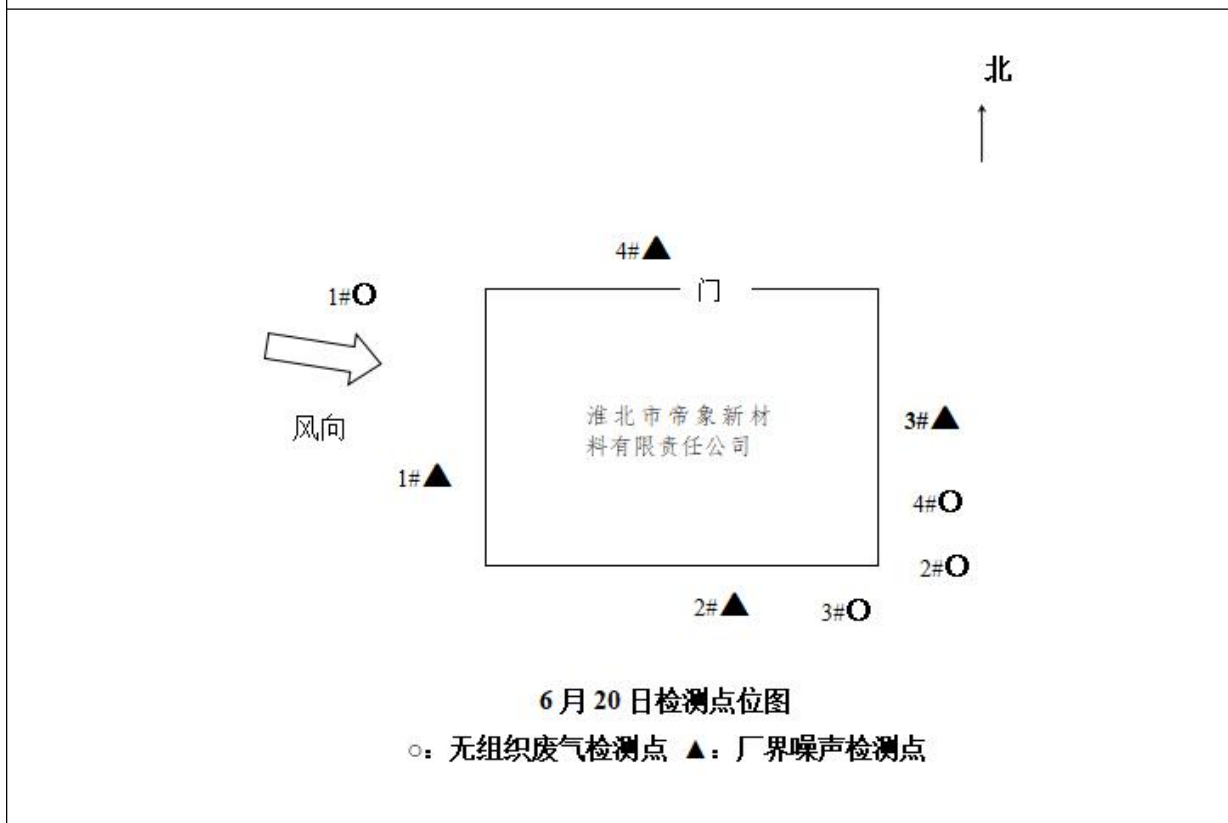 北
4#▲
1#O
门
风向
淮北市帝象新材
料有限责任公司
3#▲
1#▲
4#O
2#O
2#▲
3#O
6月20日检测点位图
○：无组织废气检测点 ▲：厂界噪声检测点